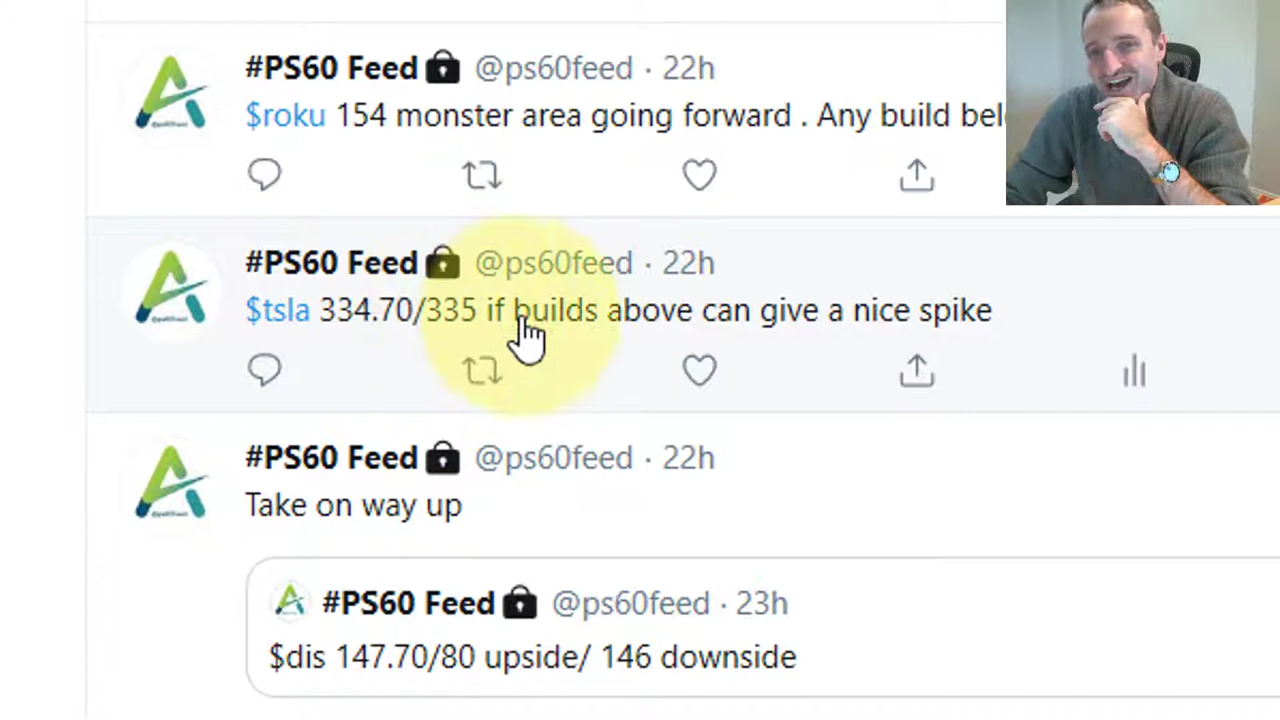 #PS60 Feed @ps60feed · 22h
$roku 154 monster area going forward . Any build
#PS60 Feed @ps60feed · 22h
$tsla 334.70/335 if builds above can give a nice spike
#PS60 Feed @ps60feed · 22h
Take on way up
#PS60 Feed @ps60feed · 23h
$dis 147.70/80 upside/ 146 downside